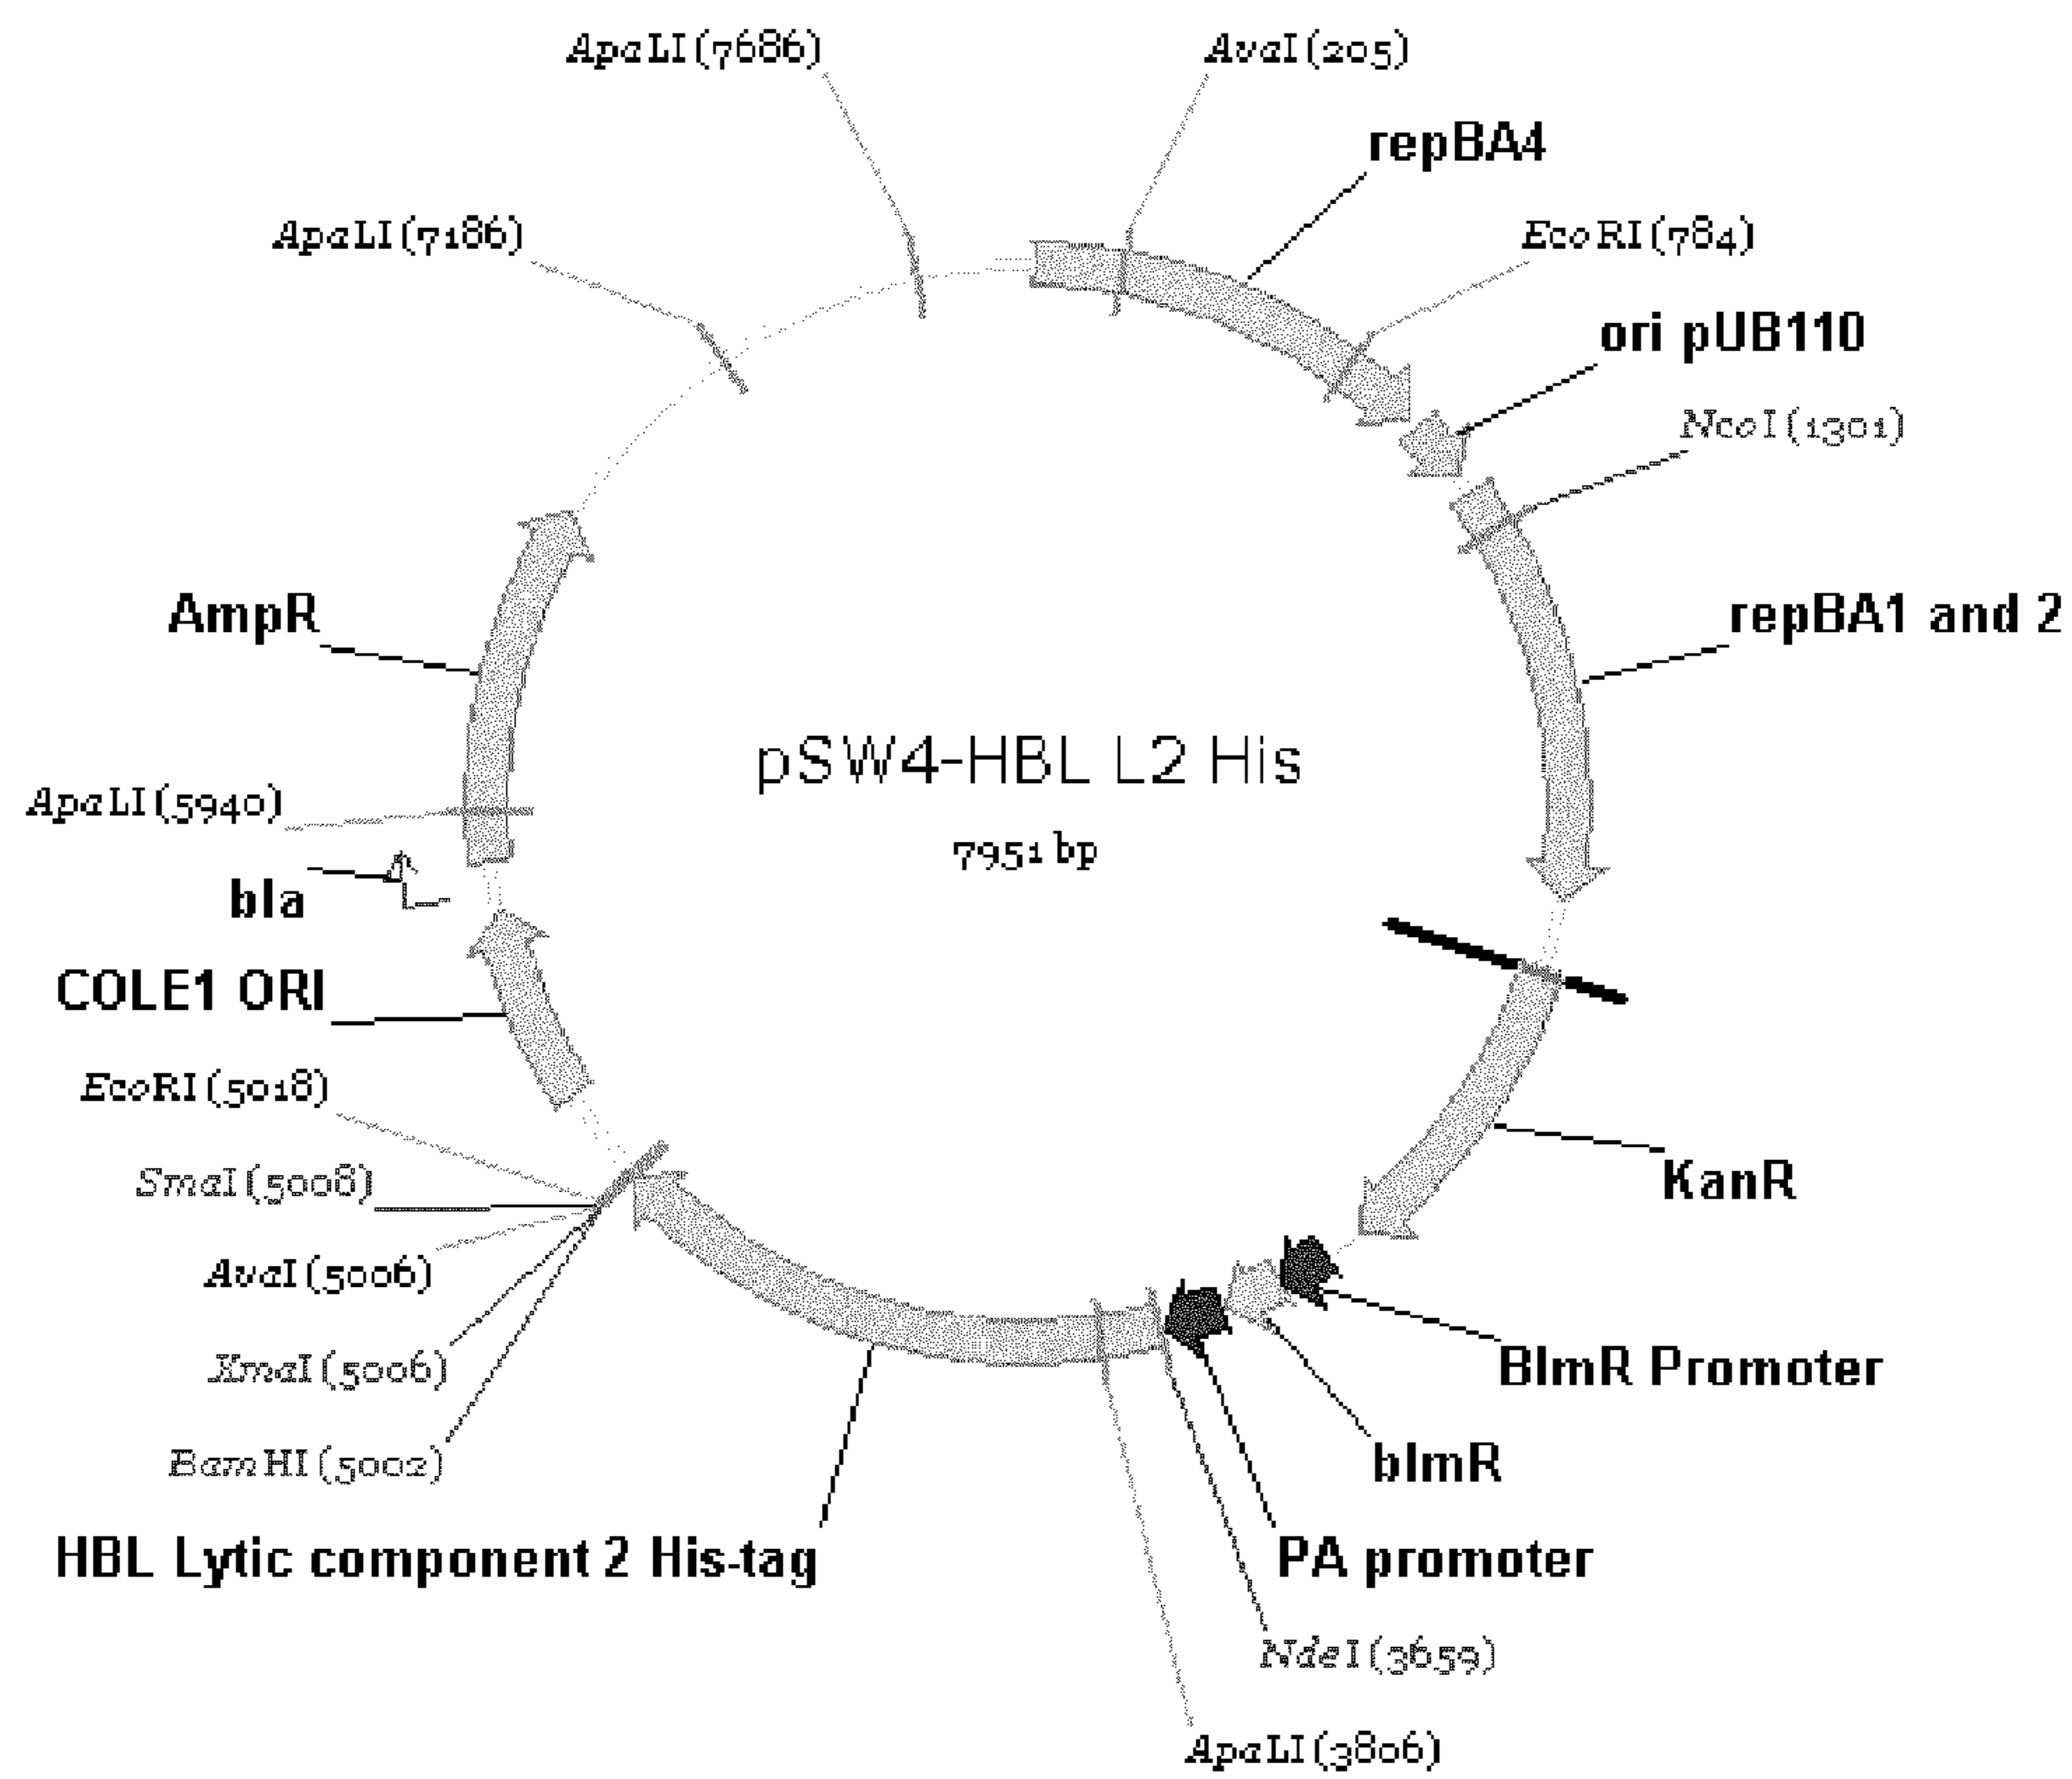 ApaLI(7686)
AvaI(205)
repBA4
ApaLI(7186)
EcoRI(784)
ori pUB110
NcoI(1301)
AmpR
repBA1 and 2
pSW4-HBL L2 His
7951 bp
ApaLI(5940)
bla
COLE1 ORI
EcoRI(5018)
SmaI(5008)
KanR
AvaI(5006)
XmaI(5006)
BlmR Promoter
BamHI(5002)
blmR
HBL Lytic component 2 His-tag
PA promoter
NdeI(3659)
ApaLI(3806)